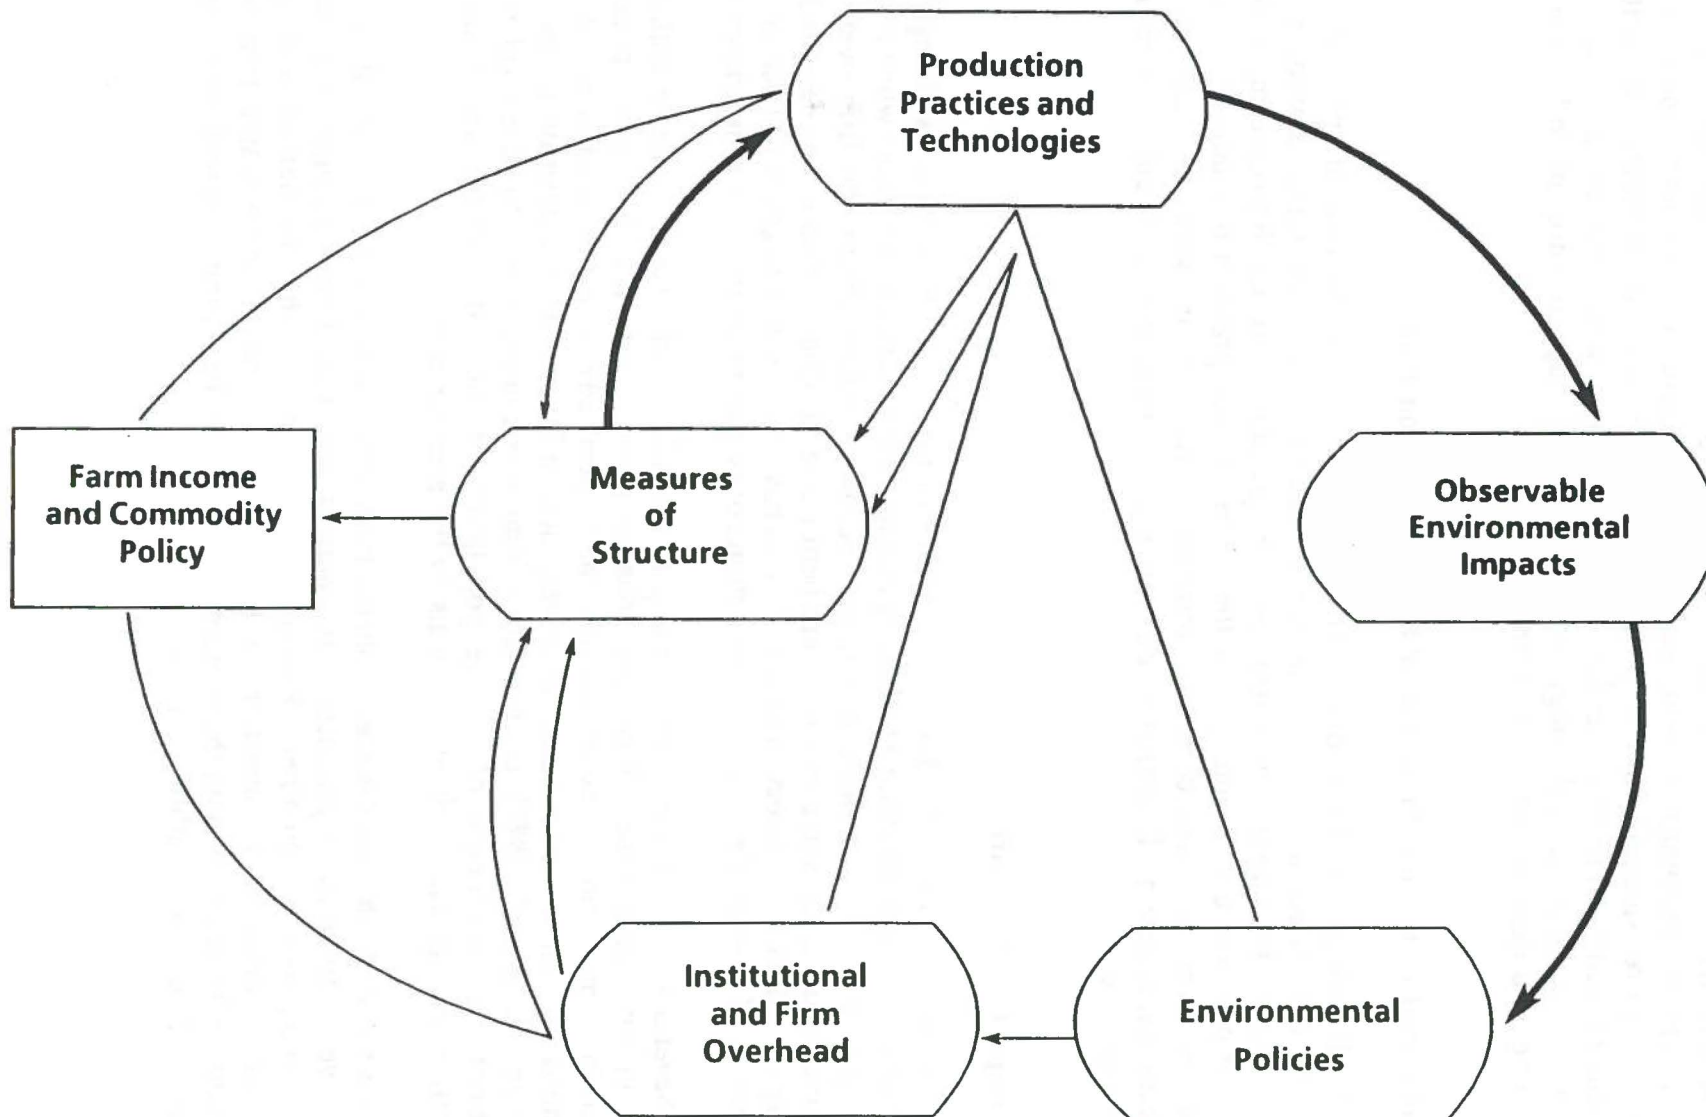 Production
Practices and
Technologies
Farm Income
and Commodity
Policy
Measures
of
Structure
Observable
Environmental
Impacts
Institutional
and Firm
Overhead
Environmental
Policies